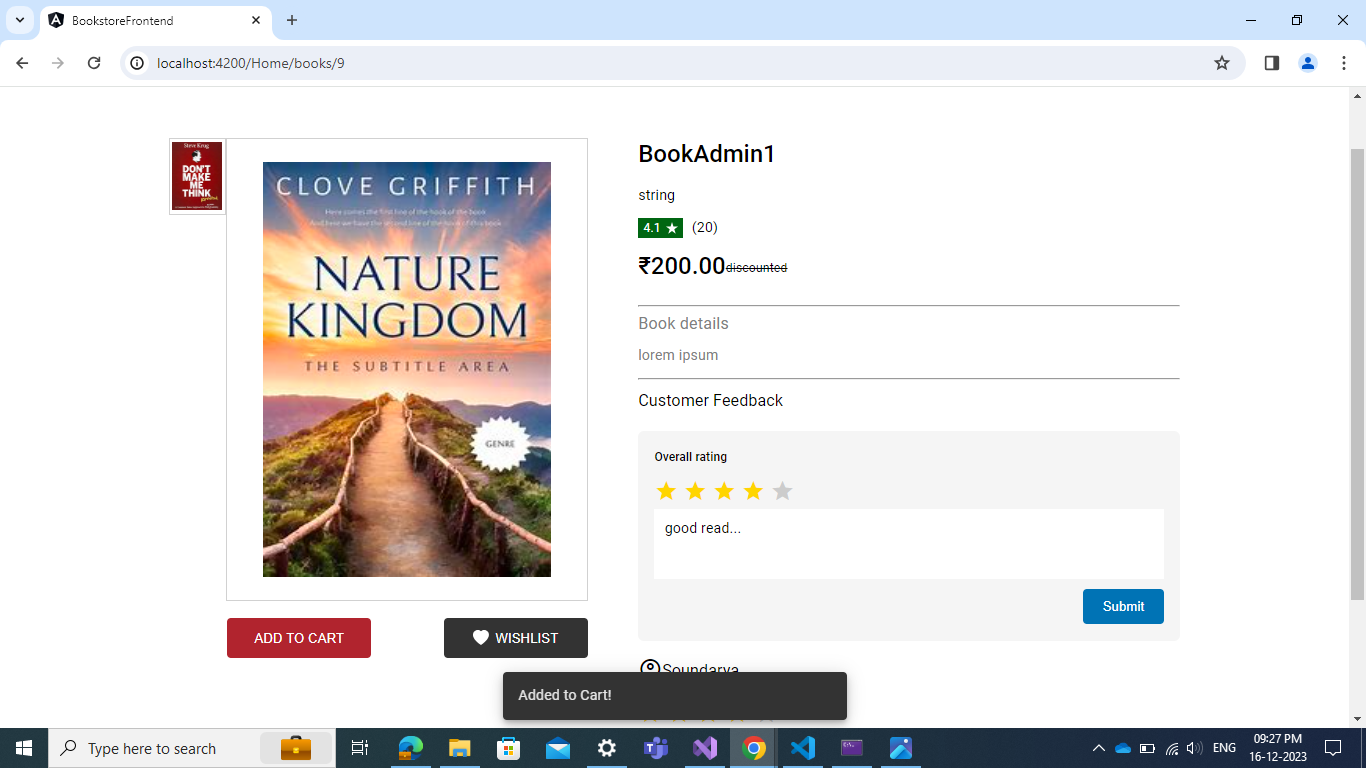 BookstoreFrontend
localhost:4200/Home/books/9
Steve Krug
DON'T
MAKE
ME
THINK
CLOVE GRIFFITH
Here comes the first line of the hook of the book
And here we have the second line of the hook of this book
NATURE
KINGDOM
THE SUBTITLE AREA
GENRE
ADD TO CART
WISHLIST
BookAdmin1
string
4.1 ★ (20)
₹200.00discounted
Book details
lorem ipsum
Customer Feedback
Overall rating
good read...
Submit
Soundarya
Added to Cart!
Type here to search
ENG
09:27 PM
16-12-2023